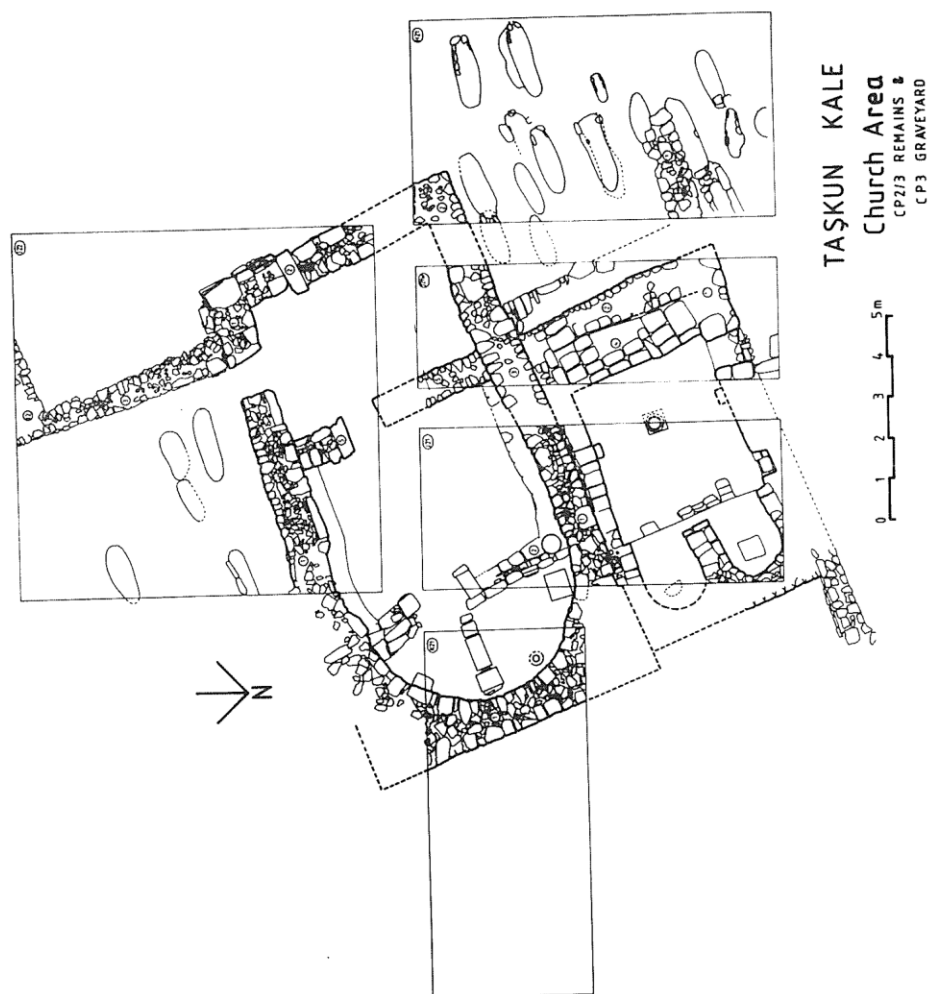 TAŞKUN KALE
Church Area
CP2/3 REMAINS &
CP3 GRAVEYARD
0 1 2 3 4 5m
N